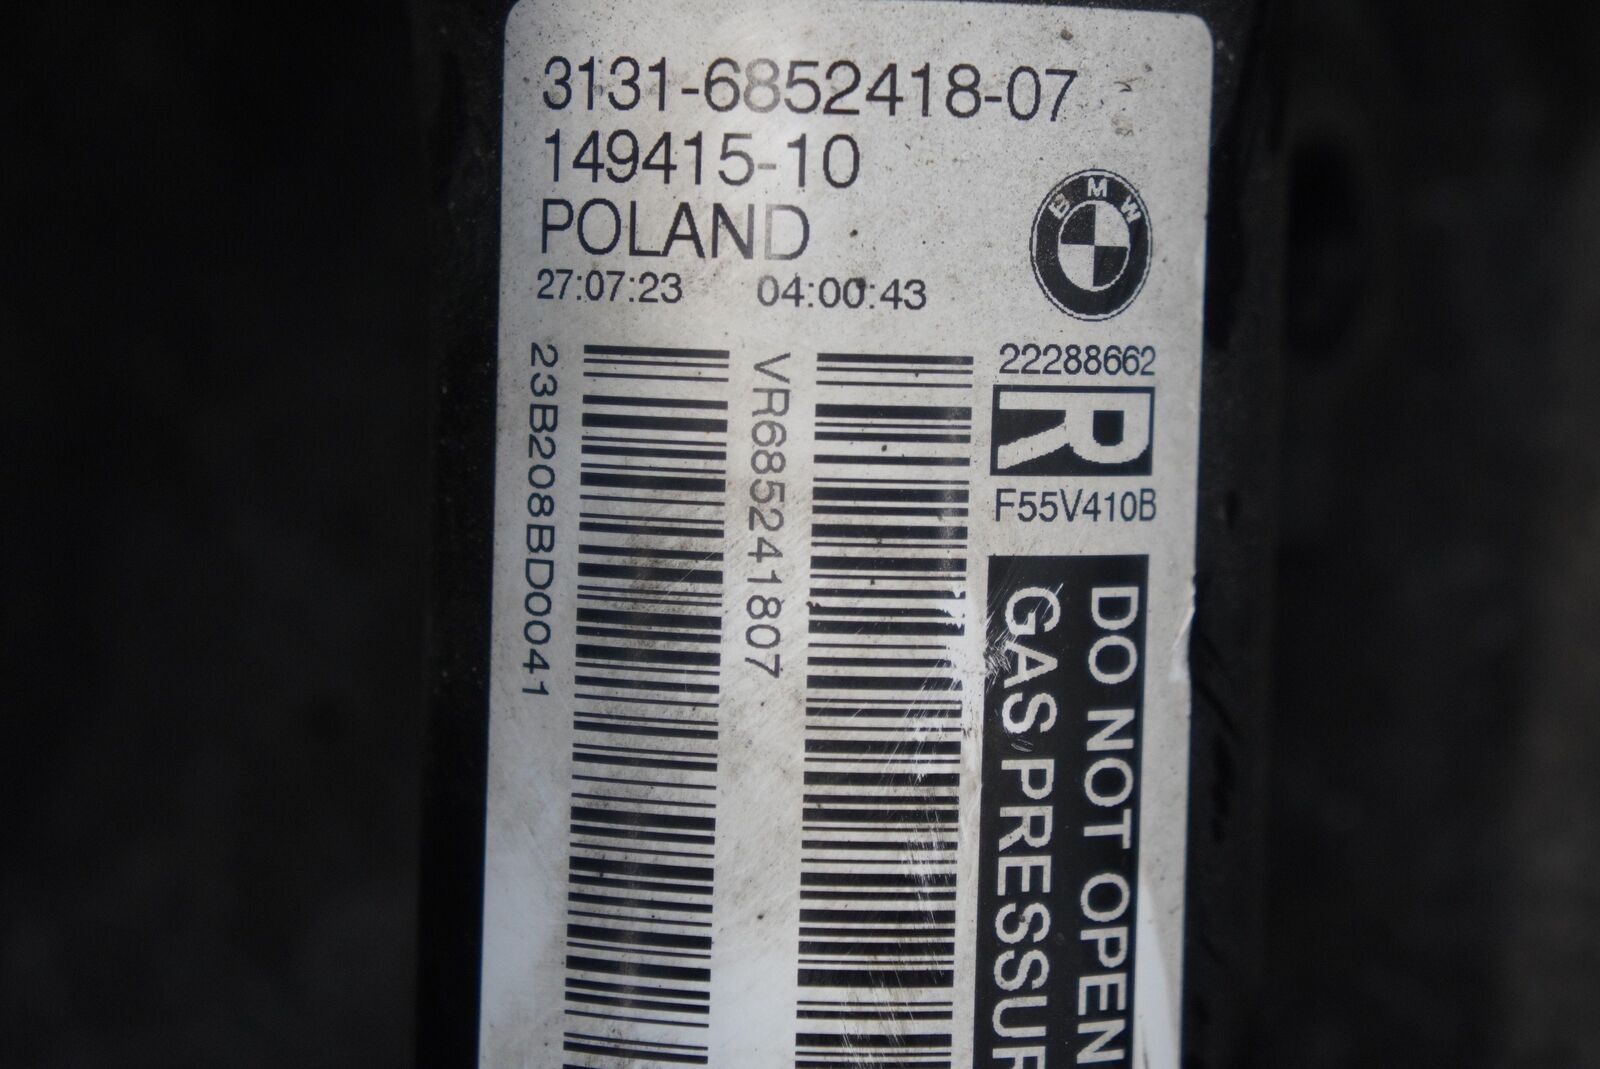 3131-6852418-07
149415-10
POLAND
27:07:23 04:00:43
BMW
23B208BD0041
VR685241807
22288662
R
F55V410B
DO NOT OPEN
GAS PRESSUR